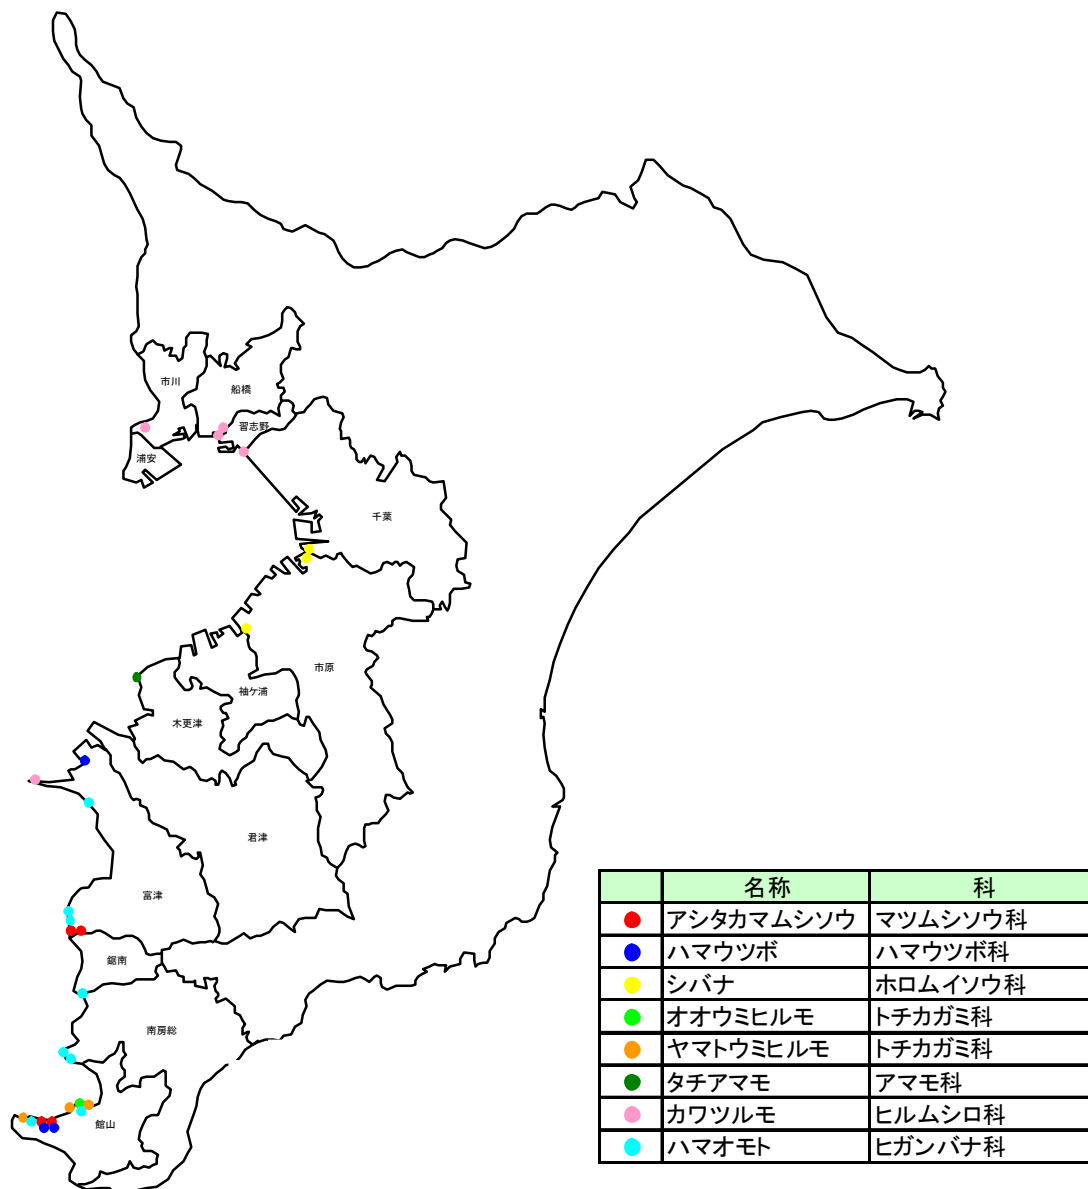 市川
船橋
習志野
浦安
千葉
市原
袖ケ浦
木更津
君津
富津
鋸南
南房総
館山
名称 科
アシタカマムシソウ マツムシソウ科
ハマウツボ ハマウツボ科
シバナ ホロムイソウ科
オオウミヒルモ トチカガミ科
ヤマトウミヒルモ トチカガミ科
タチアマモ アマモ科
カワツルモ ヒルムシロ科
ハマオモト ヒガンバナ科